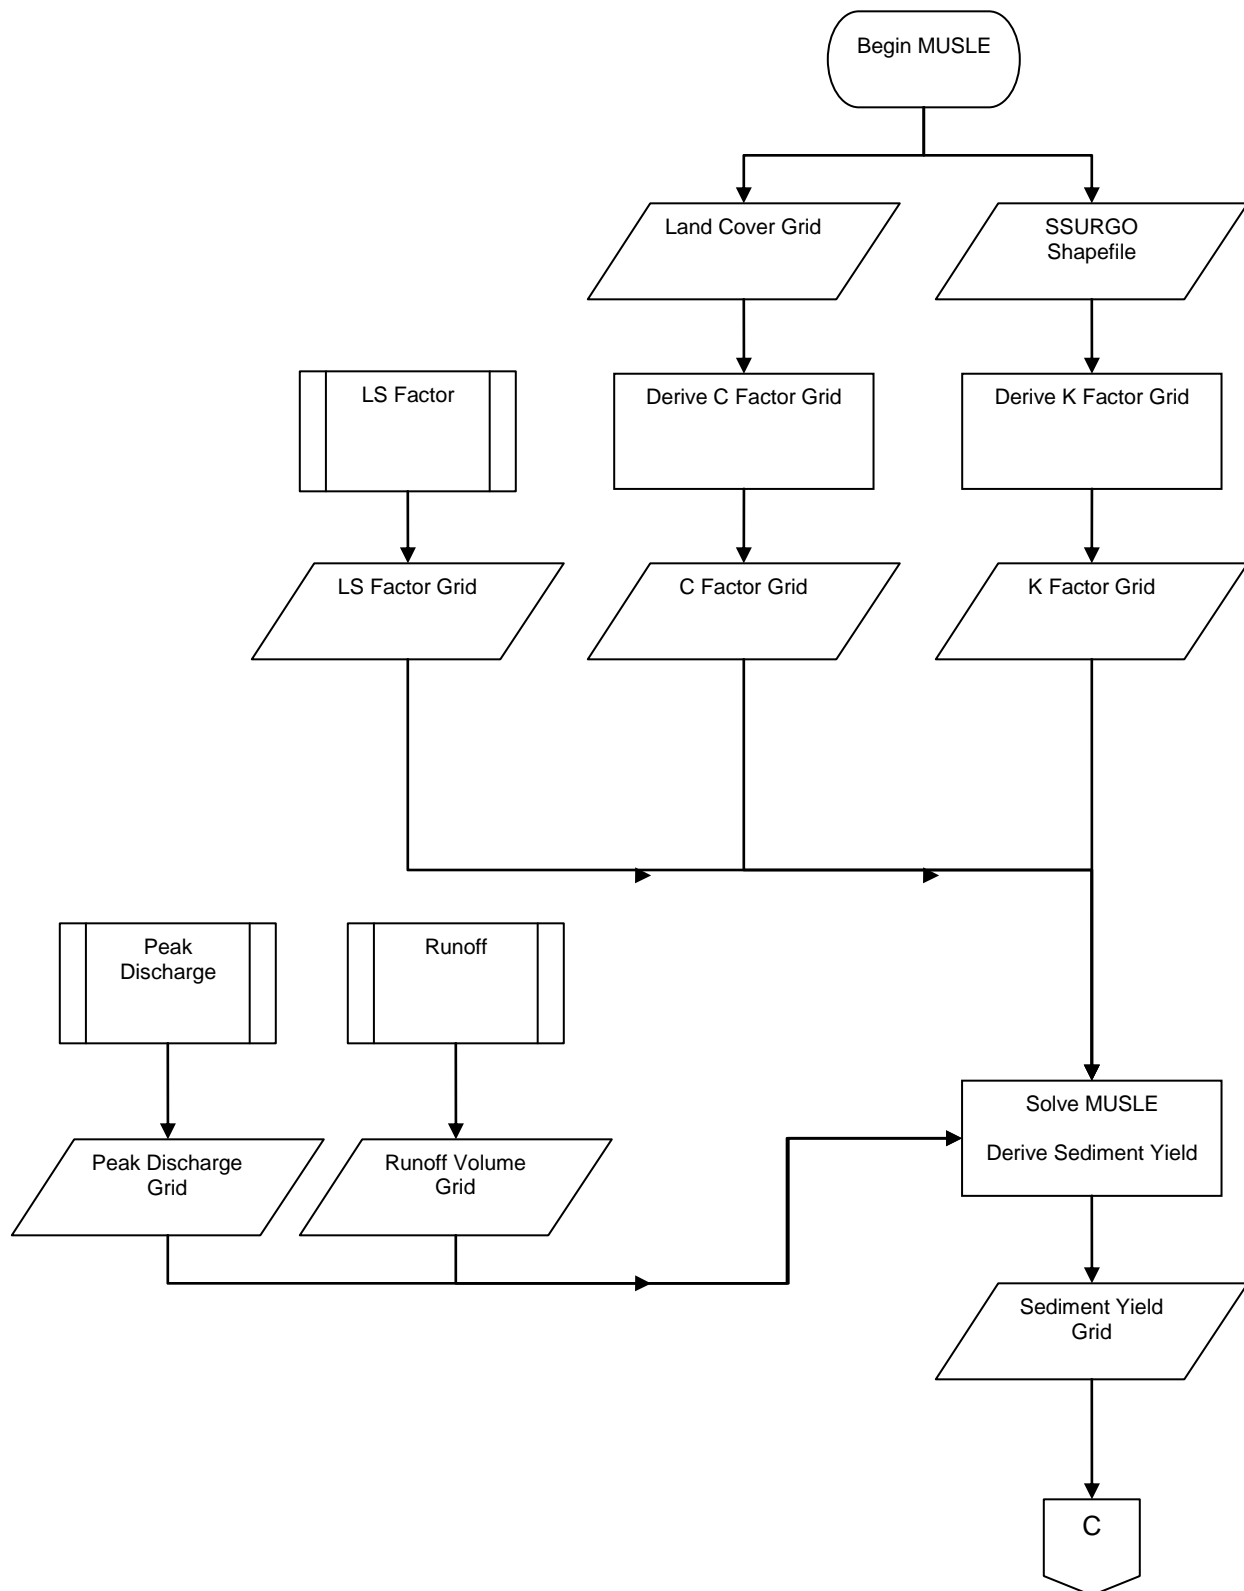 Begin MUSLE
Land Cover Grid
SSURGO
Shapefile
LS Factor
Derive C Factor Grid
Derive K Factor Grid
LS Factor Grid
C Factor Grid
K Factor Grid
Peak
Discharge
Runoff
Solve MUSLE
Derive Sediment Yield
Peak Discharge
Grid
Runoff Volume
Grid
Sediment Yield
Grid
C